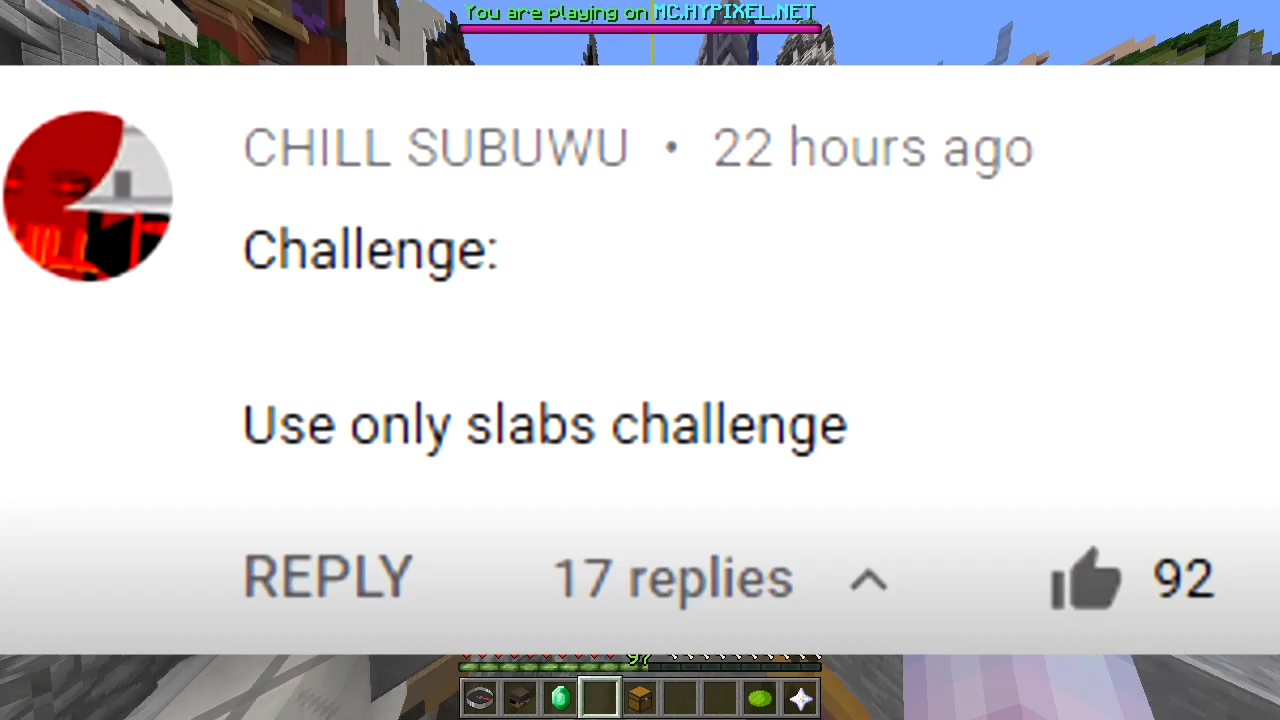 You are playing on MC.HYPIXEL.NET
CHILL SUBUWU • 22 hours ago
Challenge:
Use only slabs challenge
REPLY 17 replies 92
97